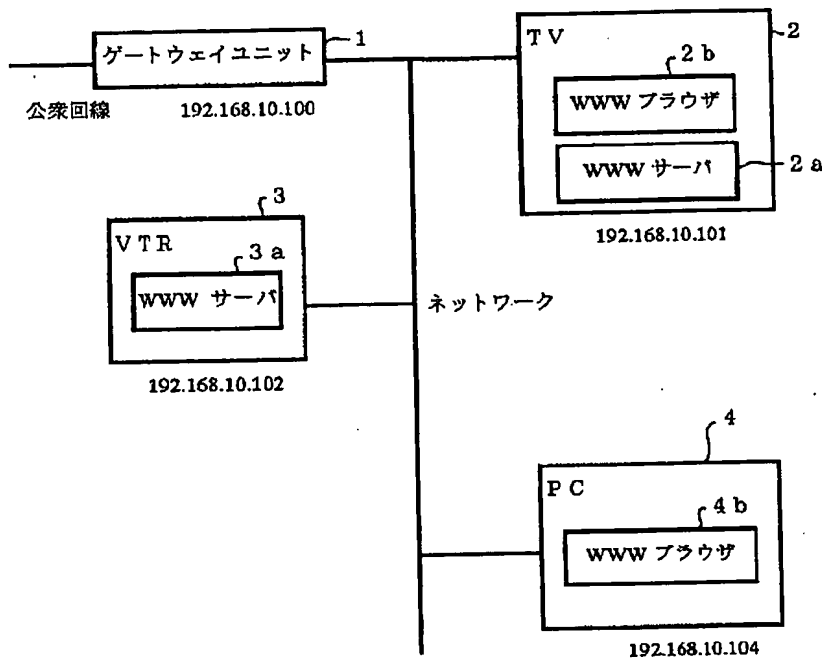 ゲートウェイユニット
1
公衆回線
192.168.10.100
TV
2
2b
WWW ブラウザ
WWW サーバ
2a
192.168.10.101
3
VTR
3a
WWW サーバ
192.168.10.102
ネットワーク
4
PC
4b
WWW ブラウザ
192.168.10.104